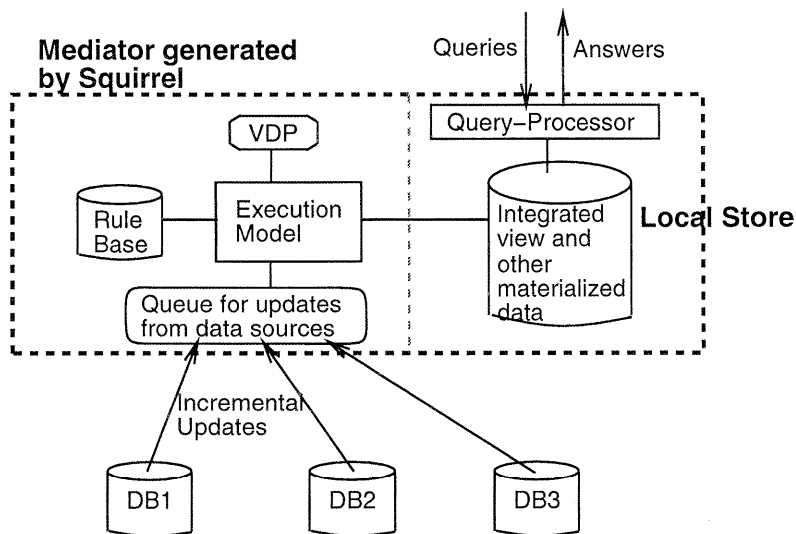 Mediator generated
by Squirrel
Queries
Answers
VDP
Query–Processor
Rule
Base
Execution
Model
Integrated
view and
other
materialized
data
Local Store
Queue for updates
from data sources
Incremental
Updates
DB1
DB2
DB3